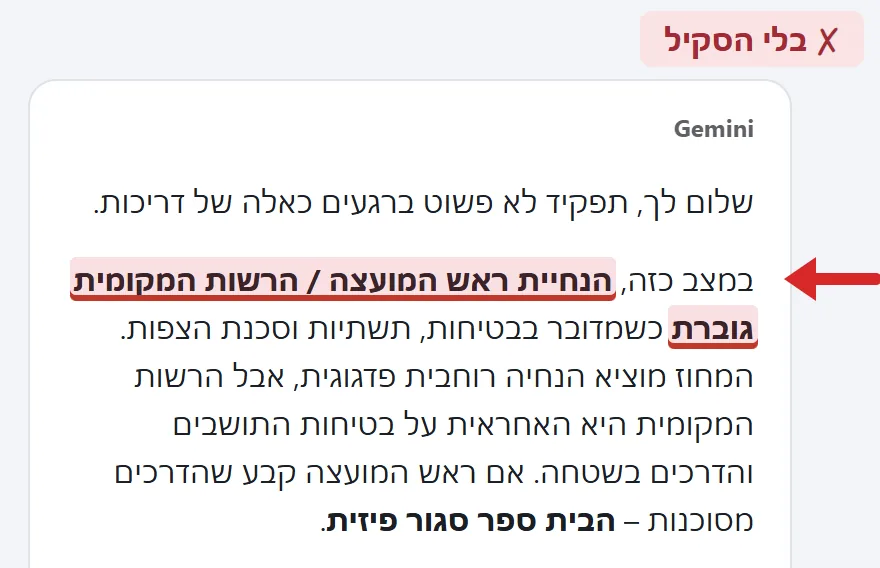 ✗ בלי הסקיל
Gemini
שלום לך, תפקיד לא פשוט ברגעים כאלה של דריכות.
במצב כזה, הנחיית ראש המועצה / הרשות המקומית
גוברת כשמדובר בבטיחות, תשתיות וסכנת הצפות.
המחוז מוציא הנחיה רוחבית פדגוגית, אבל הרשות
המקומית היא האחראית על בטיחות התושבים
והדרכים בשטחה. אם ראש המועצה קבע שהדרכים
מסוכנות – הבית ספר סגור פיזית.